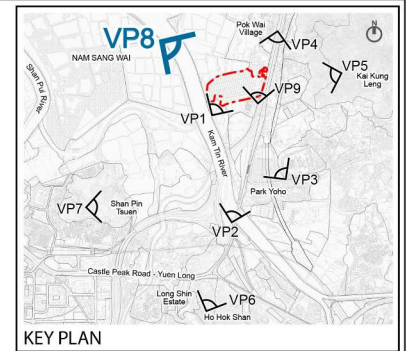 Pok Wai
Village
N
VP8
VP4
NAM SANG WAI
VP5
Kai Kung
Leng
Shan Pui River
VP9
VP1
Kam Tin River
VP3
Park Yoho
VP7
Shan Pin
Tsuen
VP2
Castle Peak Road - Yuen Long
Long Shin
Estate
VP6
Ho Hok Shan
KEY PLAN